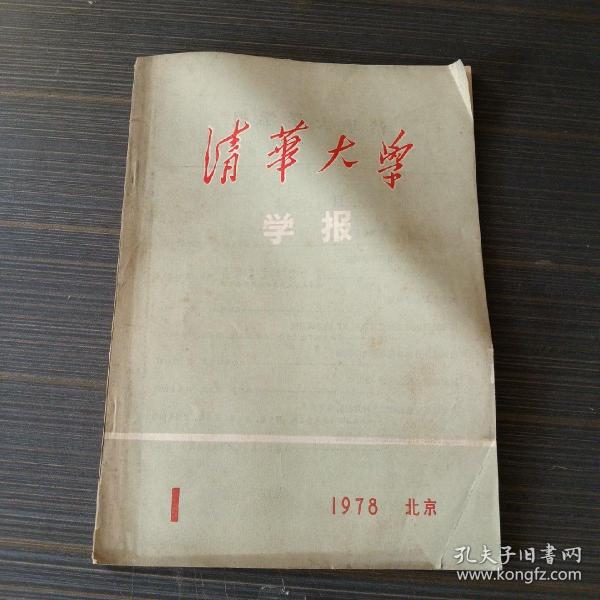 清華大學
学报
1
1978 北京
孔夫子旧书网
www.kongfz.com